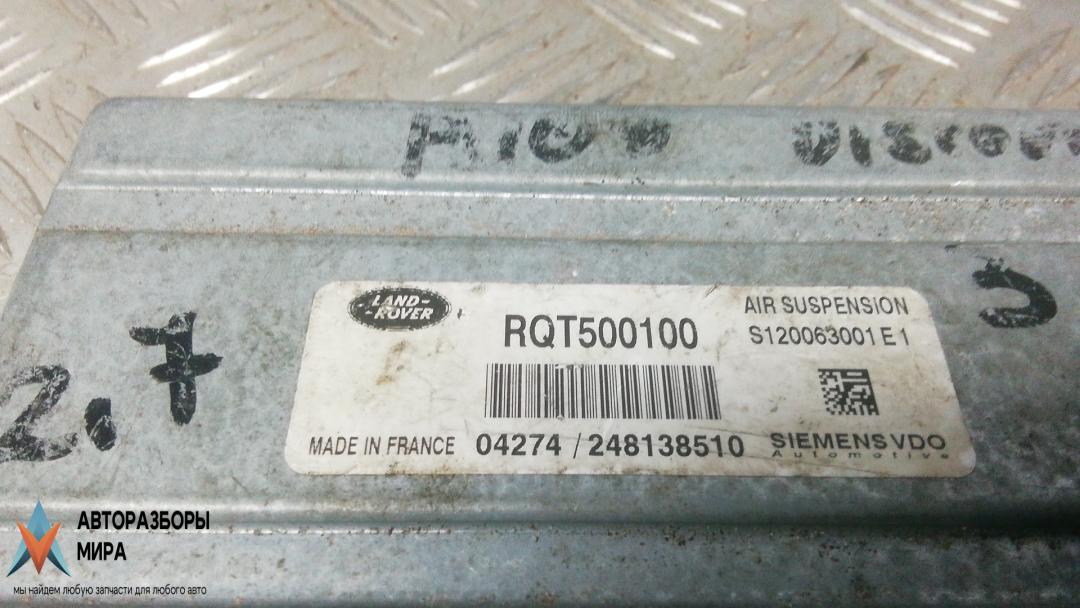 2,7
LAND-
-ROVER
RQT500100
AIR SUSPENSION
S120063001 E 1
MADE IN FRANCE 04274 / 248138510
SIEMENS VDO
Automotive
АВТОРАЗБОРЫ
МИРА
мы найдем любую запчасти для любого авто